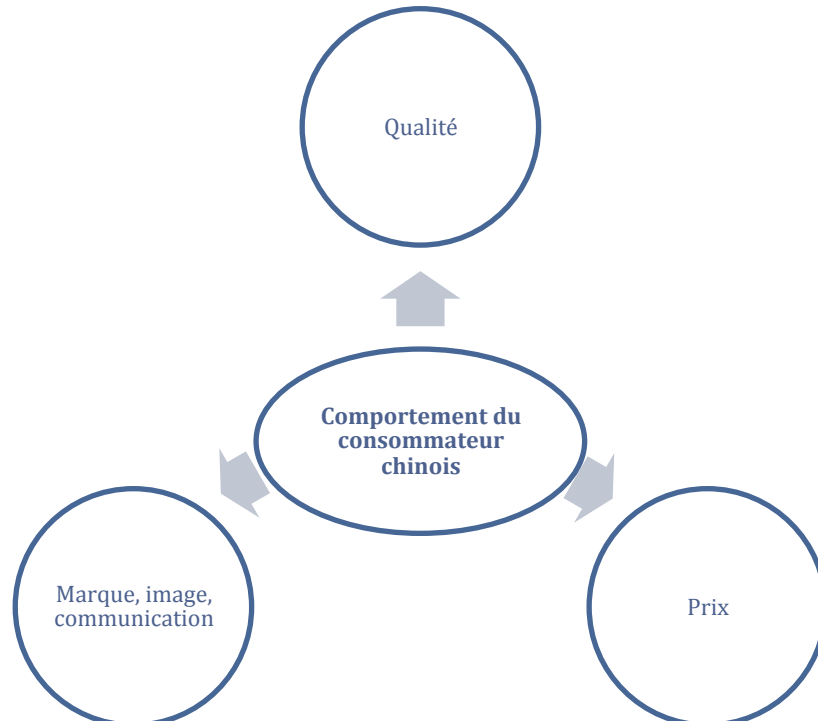 Qualité
Comportement du
consommateur
chinois
Marque, image,
communication
Prix